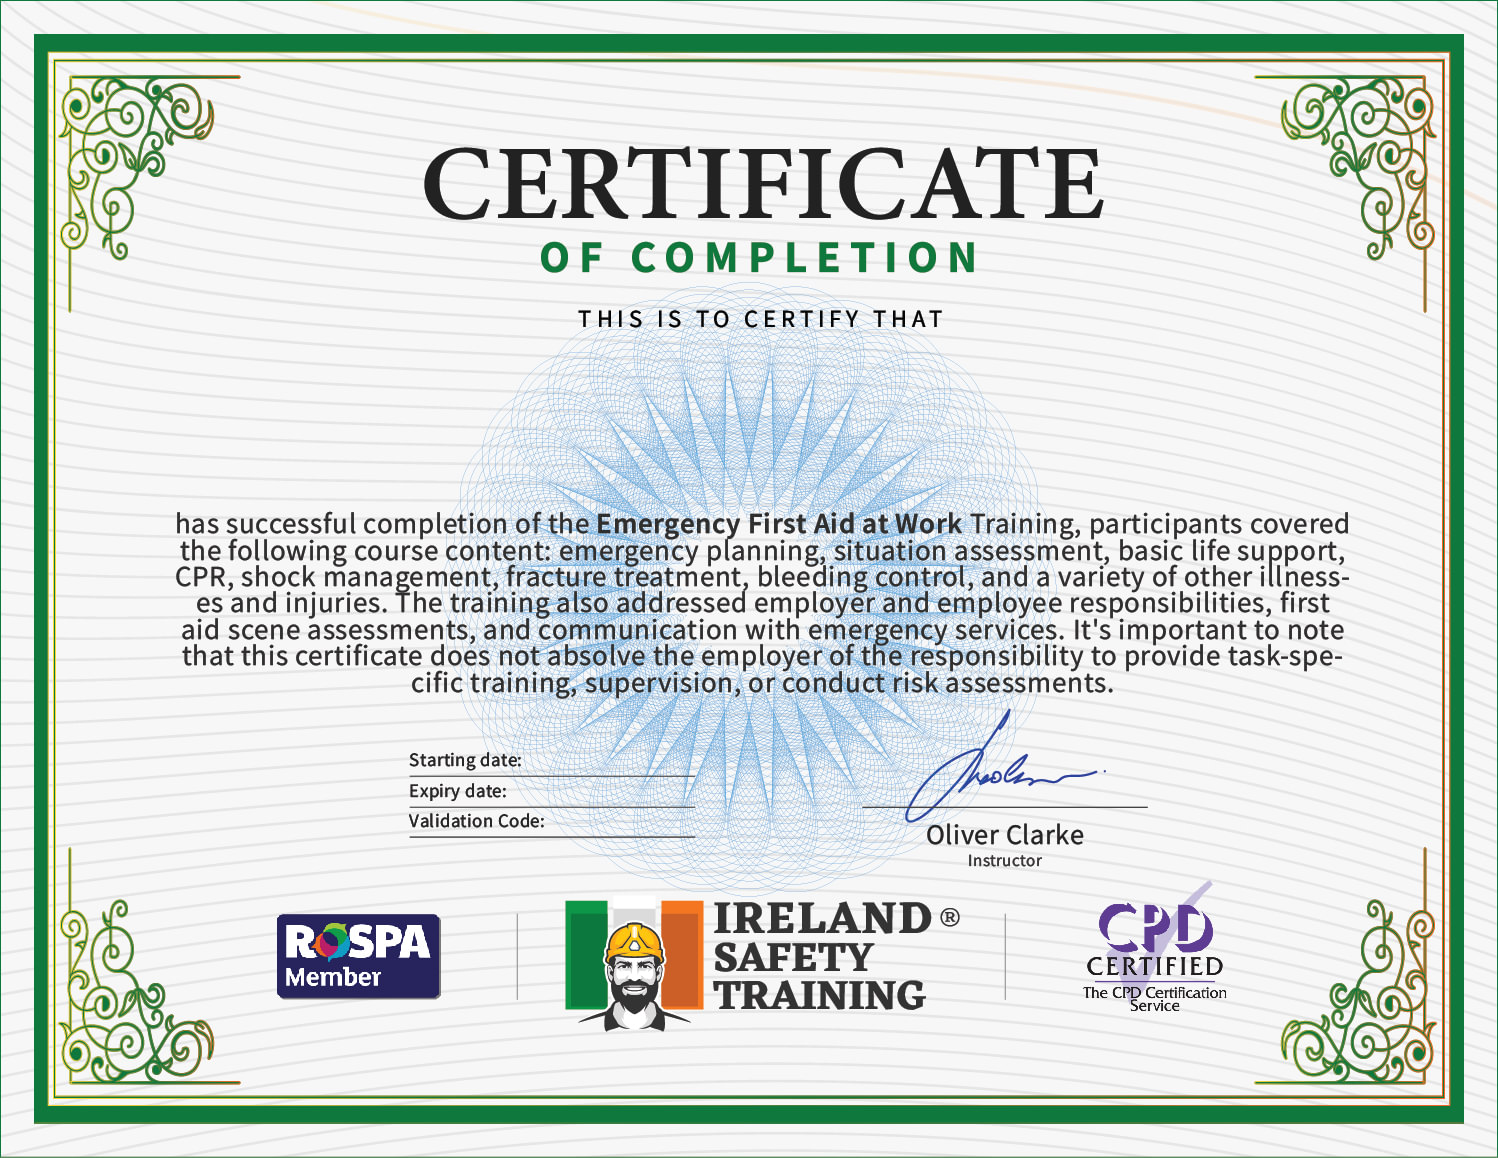 CERTIFICATE
OF COMPLETION
THIS IS TO CERTIFY THAT
has successful completion of the Emergency First Aid at Work Training, participants covered
the following course content: emergency planning, situation assessment, basic life support,
CPR, shock management, fracture treatment, bleeding control, and a variety of other illness-
es and injuries. The training also addressed employer and employee responsibilities, first
aid scene assessments, and communication with emergency services. It's important to note
that this certificate does not absolve the employer of the responsibility to provide task-spe-
cific training, supervision, or conduct risk assessments.
Starting date:
Expiry date:
Validation Code:
Oliver Clarke
Instructor
RoSPA
Member
IRELAND ®
SAFETY
TRAINING
CPD
CERTIFIED
The CPD Certification
Service